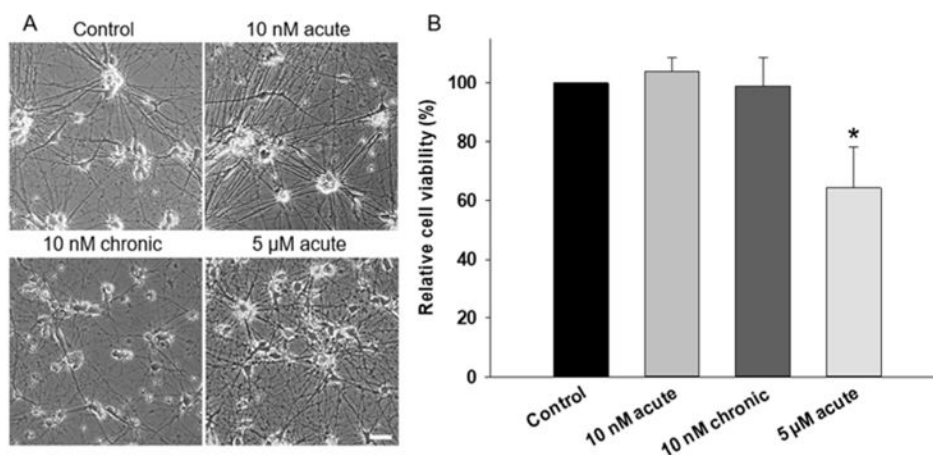 A
Control
10 nM acute
10 nM chronic
5 µM acute
B
Relative cell viability (%)
100
80
60
40
20
0
*
Control
10 nM acute
10 nM chronic
5 µM acute